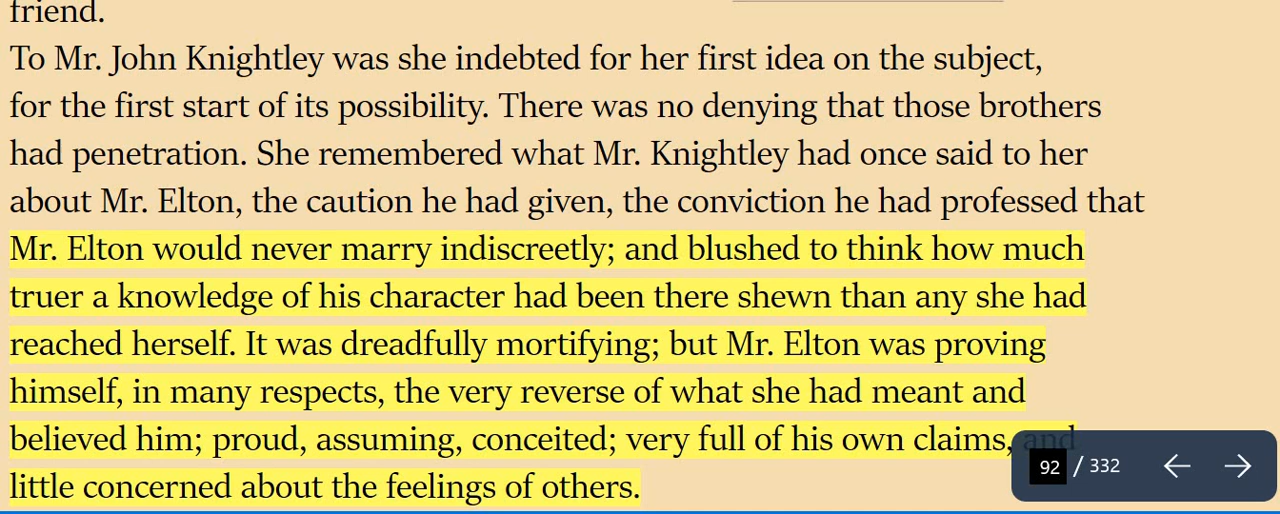 friend.
To Mr. John Knightley was she indebted for her first idea on the subject,
for the first start of its possibility. There was no denying that those brothers
had penetration. She remembered what Mr. Knightley had once said to her
about Mr. Elton, the caution he had given, the conviction he had professed that
Mr. Elton would never marry indiscreetly; and blushed to think how much
truer a knowledge of his character had been there shewn than any she had
reached herself. It was dreadfully mortifying; but Mr. Elton was proving
himself, in many respects, the very reverse of what she had meant and
believed him; proud, assuming, conceited; very full of his own claims, and
little concerned about the feelings of others.
92 / 332